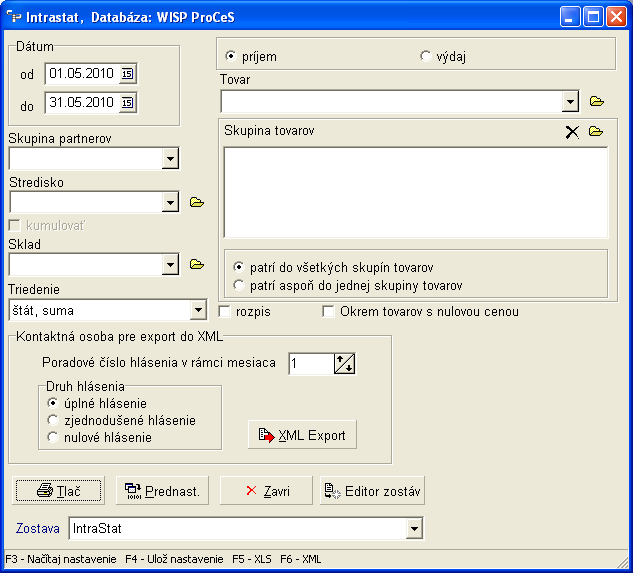 Intrastat, Databáza: WISP ProCeS
Dátum
od 01.05.2010 15
do 31.05.2010 15
Skupina partnerov
Stredisko
kumulovať
Sklad
Triedenie
štát, suma
príjem výdaj
Tovar
Skupina tovarov
patrí do všetkých skupín tovarov
patrí aspoň do jednej skupiny tovarov
rozpis Okrem tovarov s nulovou cenou
Kontaktná osoba pre export do XML
Poradové číslo hlásenia v rámci mesiaca 1
Druh hlásenia
úplné hlásenie
zjednodušené hlásenie
nulové hlásenie
XML Export
Tlač Prednast. Zavri Editor zostáv
Zostava IntraStat
F3 - Načítaj nastavenie F4 - Ulož nastavenie F5 - XLS F6 - XML